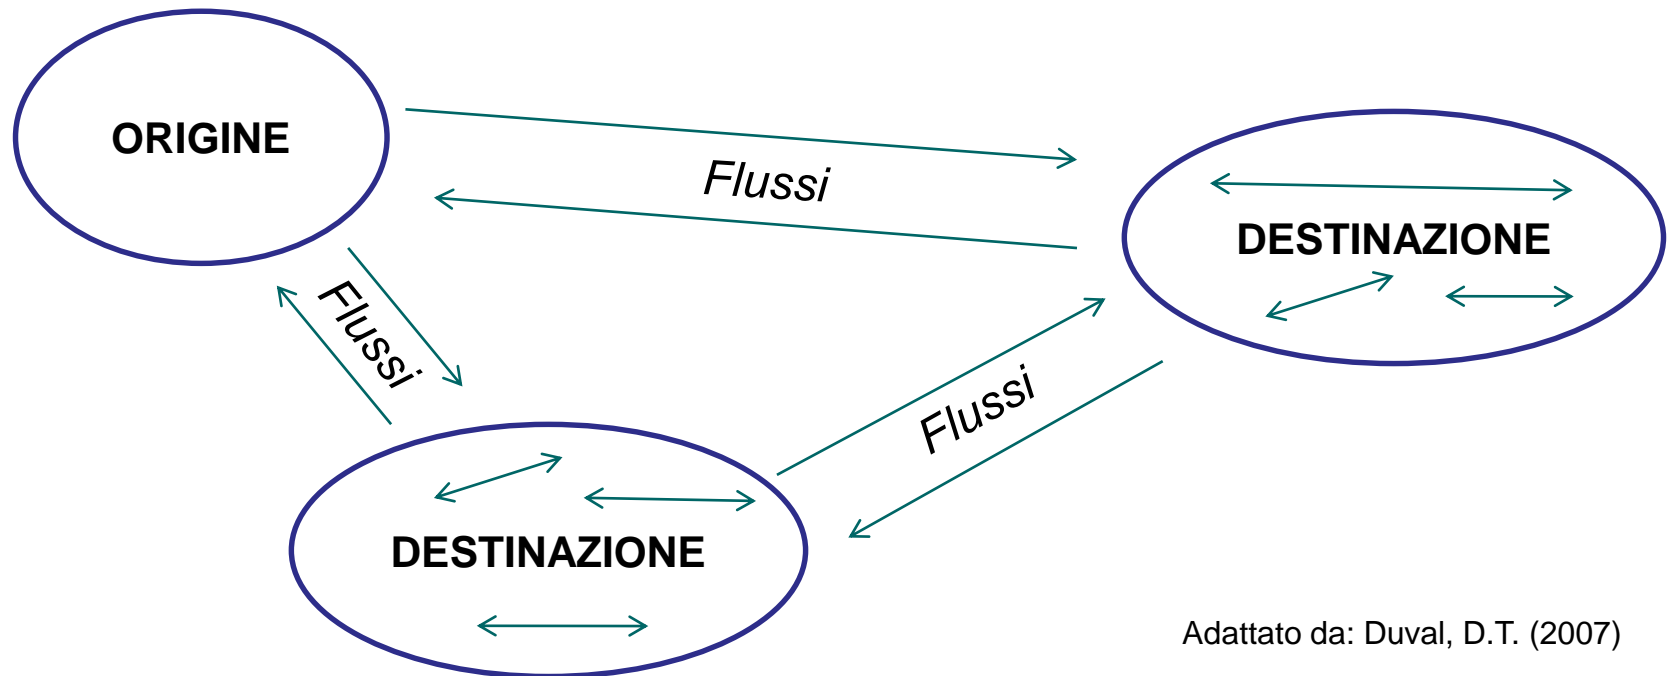 ORIGINE
Flussi
DESTINAZIONE
Flussi
Flussi
DESTINAZIONE
Adattato da: Duval, D.T. (2007)